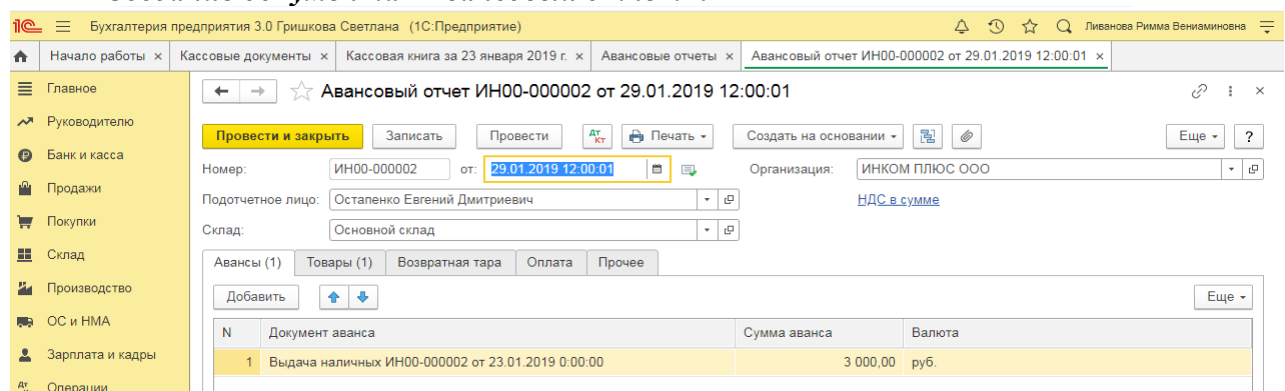 1С Бухгалтерия предприятия 3.0 Гришкова Светлана (1С:Предприятие) Ливанова Римма Вениаминовна
Начало работы × Кассовые документы × Кассовая книга за 23 января 2019 г. × Авансовые отчеты × Авансовый отчет ИН00-000002 от 29.01.2019 12:00:01 ×
Главное
Руководителю
Банк и касса
Продажи
Покупки
Склад
Производство
ОС и НМА
Зарплата и кадры
Операции
Авансовый отчет ИН00-000002 от 29.01.2019 12:00:01
Провести и закрыть Записать Провести Дт Кт Печать Создать на основании Еще ?
Номер: ИН00-000002 от: 29.01.2019 12:00:01 Организация: ИНКОМ ПЛЮС ООО
Подотчетное лицо: Остапенко Евгений Дмитриевич НДС в сумме
Склад: Основной склад
Авансы (1) Товары (1) Возвратная тара Оплата Прочее
Добавить Еще
N Документ аванса Сумма аванса Валюта
1 Выдача наличных ИН00-000002 от 23.01.2019 0:00:00 3 000,00 руб.